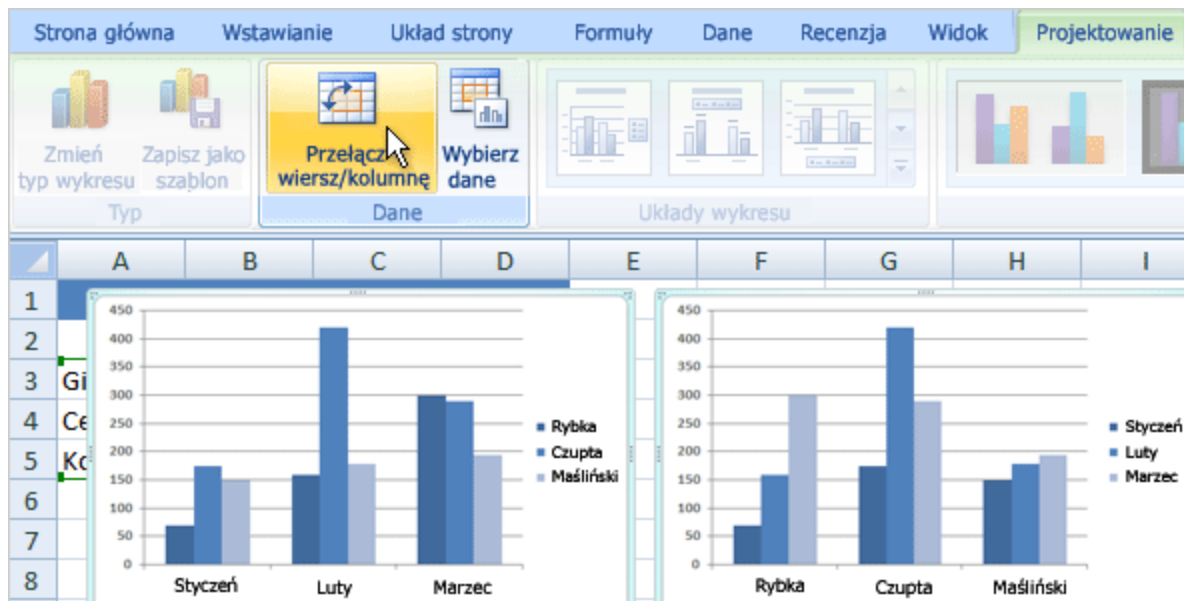 Strona główna Wstawianie Układ strony Formuły Dane Recenzja Widok Projektowanie
Zmień typ wykresu
Zapisz jako szablon
Przełącz wiersz/kolumnę
Wybierz dane
Typ Dane Układy wykresu
A B C D E F G H I
1
2
3 Gi
4 Ce
5 Ko
6
7
8
450
400
350
300
250
200
150
100
50
0
Styczeń Luty Marzec
Rybka
Czupta
Maśliński
450
400
350
300
250
200
150
100
50
0
Rybka Czupta Maśliński
Styczeń
Luty
Marzec